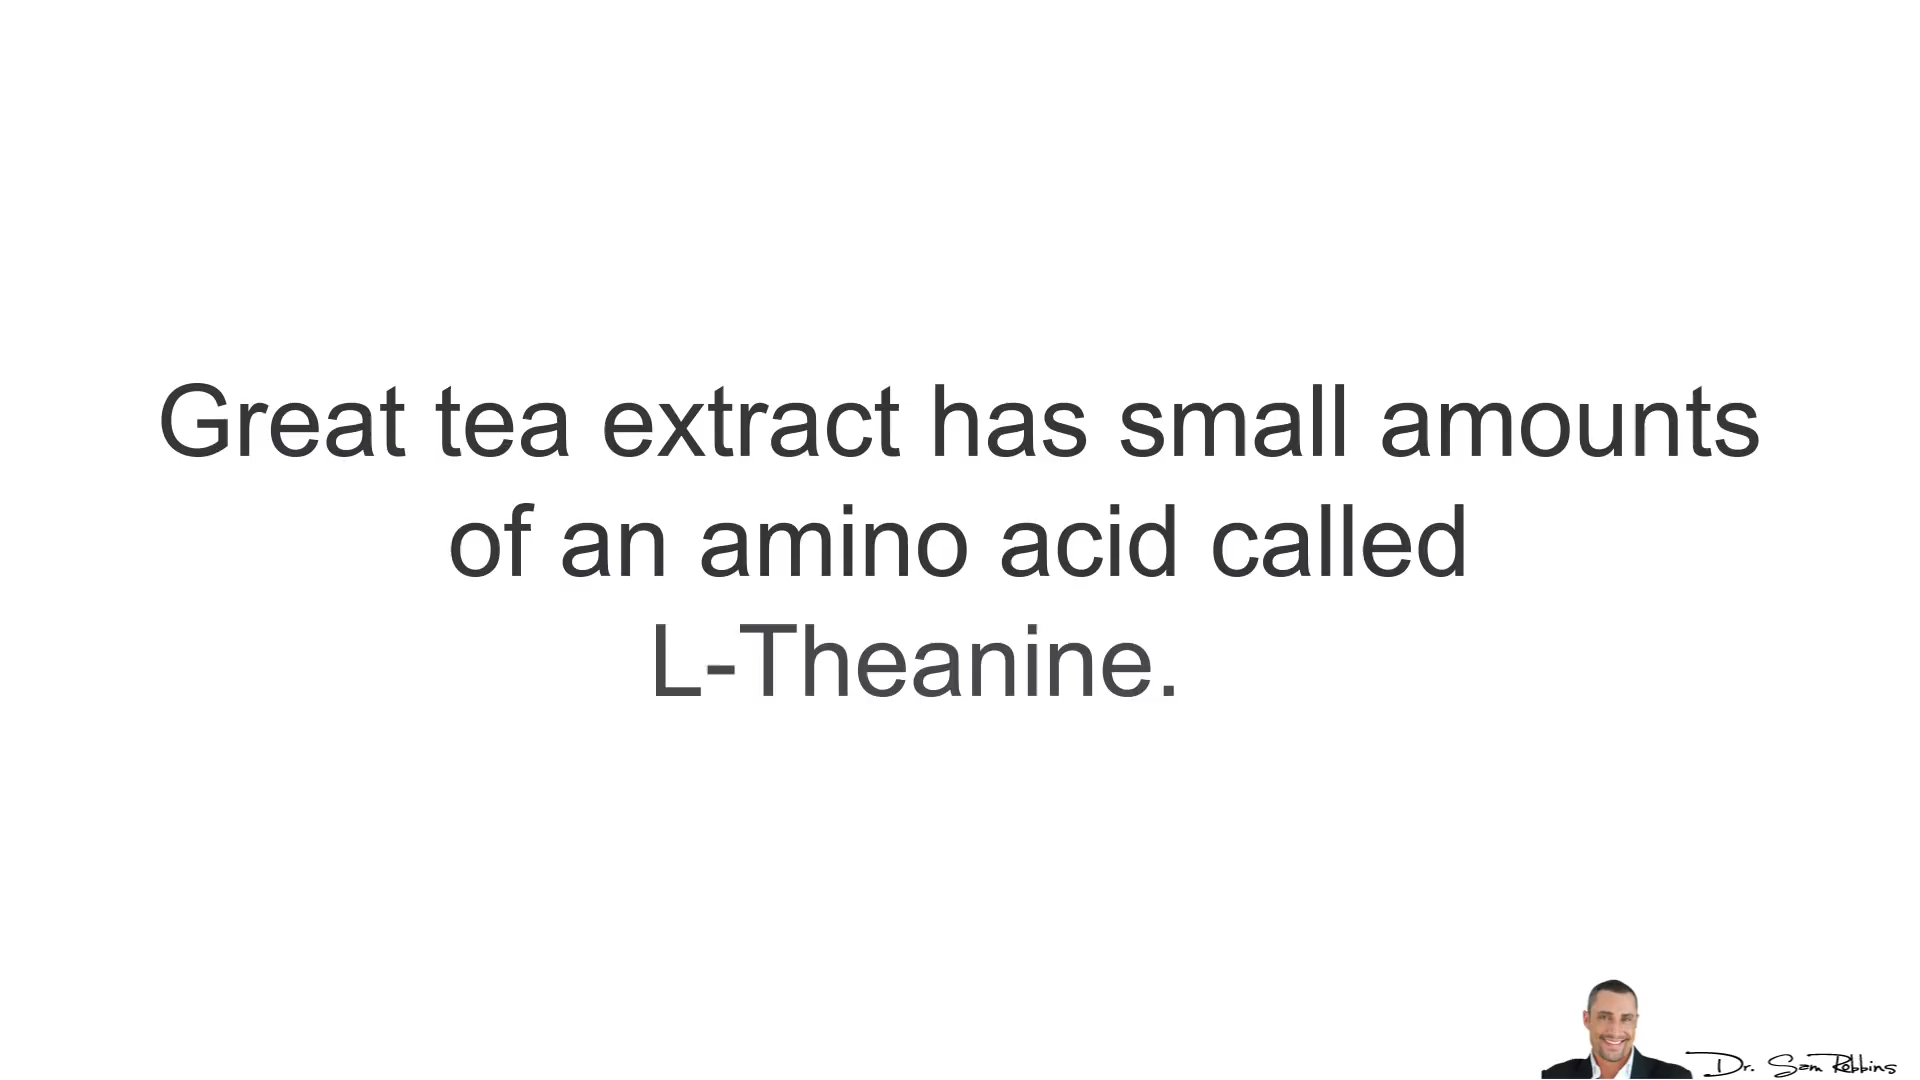 Great tea extract has small amounts
of an amino acid called
L-Theanine.
Dr. Sam Robbins